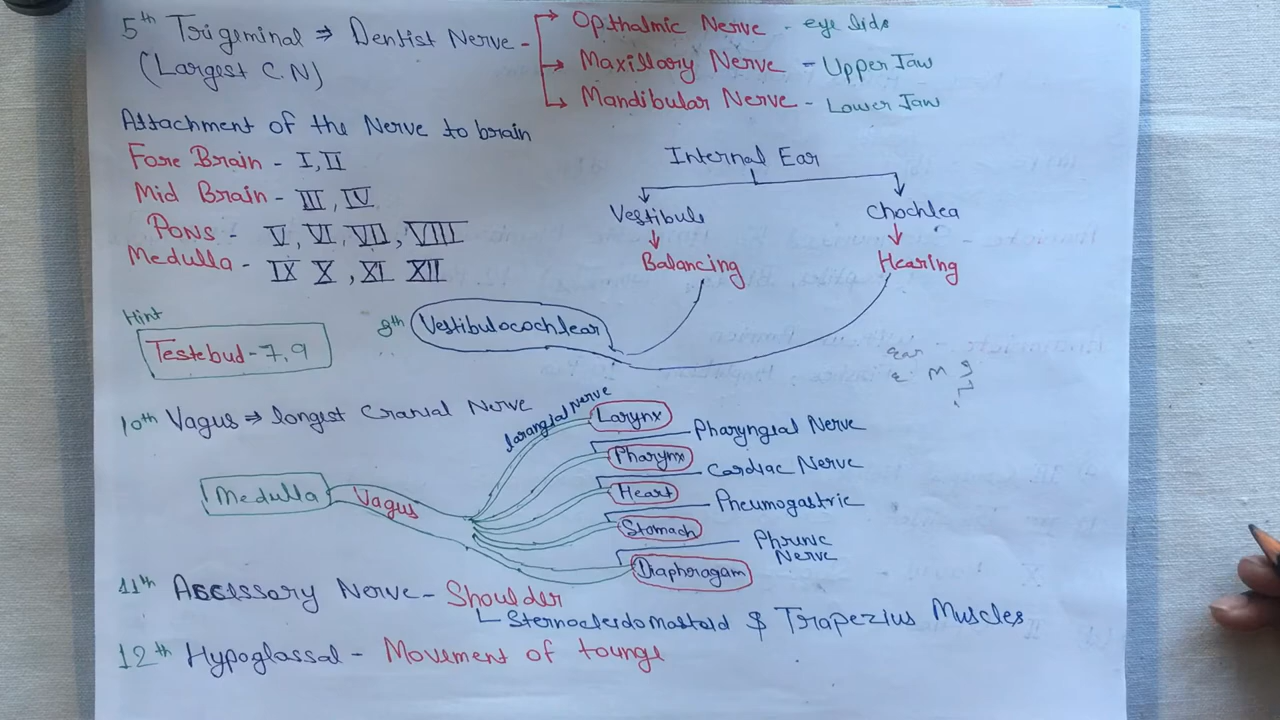 5th Trigeminal ⇒ Dentist Nerve -
(Largest C.N)
Opthalmic Nerve - eye lids
Maxillary Nerve - Upper Jaw
Mandibular Nerve - Lower Jaw
Attachment of the Nerve to brain
Fore Brain - I, II
Mid Brain - III, IV
Pons - V, VI, VII, VIII
Medulla - IX X, XI XII
Internal Ear
Vestibule Chochlea
Balancing Hearing
Hint
Testebud - 7, 9
8th Vestibulocochlear
ear
10th Vagus ⇒ longest Cranial Nerve
Medulla Vagus
larangial Nerve
Larynx
Pharyngial Nerve
Pharynx
Cardiac Nerve
Heart
Pneumogastric
Stomach
Phrenic
Nerve
Diaphragam
11th Accessory Nerve - Shoulder
Sternocleidomastoid $ Trapezius Muscles
12th Hypoglossal - Movement of tounge